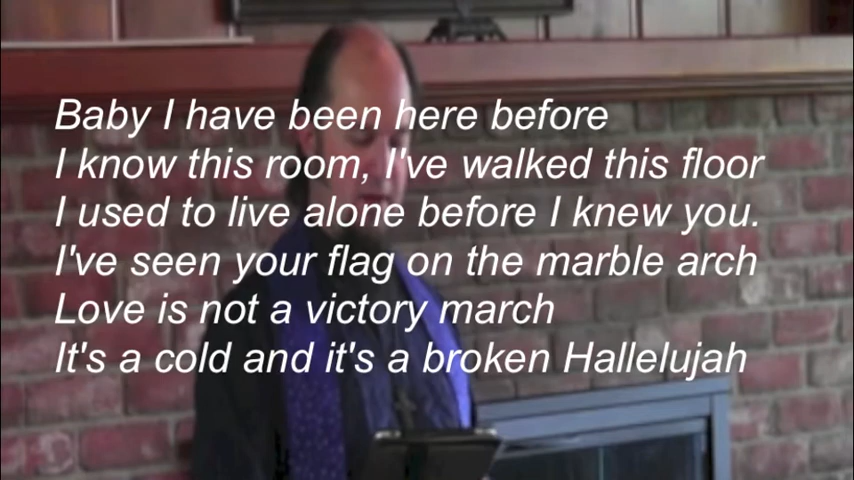 Baby I have been here before
I know this room, I've walked this floor
I used to live alone before I knew you.
I've seen your flag on the marble arch
Love is not a victory march
It's a cold and it's a broken Hallelujah